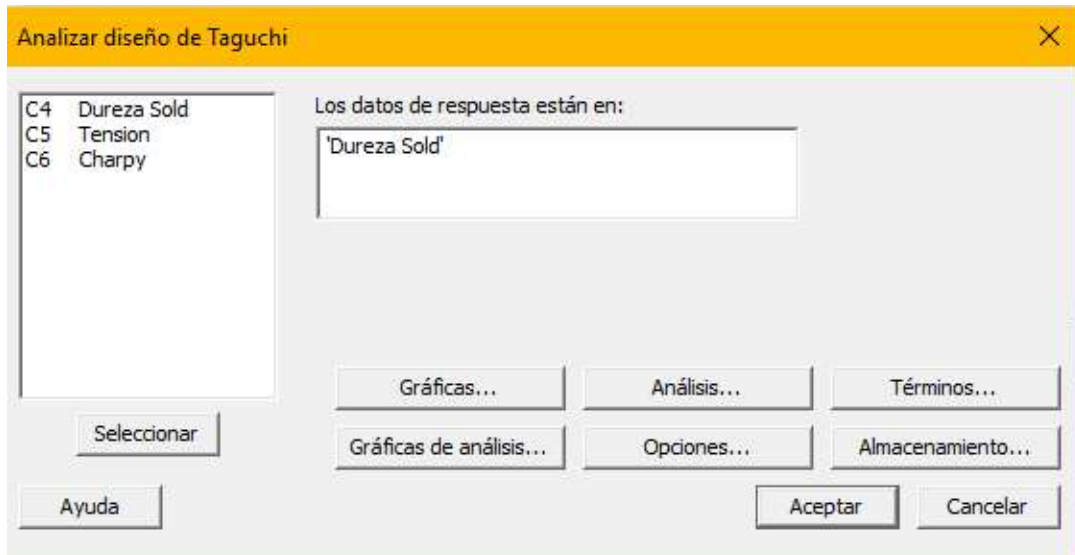 Analizar diseño de Taguchi
C4 Dureza Sold
C5 Tension
C6 Charpy
Los datos de respuesta están en:
'Dureza Sold'
Gráficas... Análisis... Términos...
Seleccionar
Gráficas de análisis... Opciones... Almacenamiento...
Ayuda Aceptar Cancelar